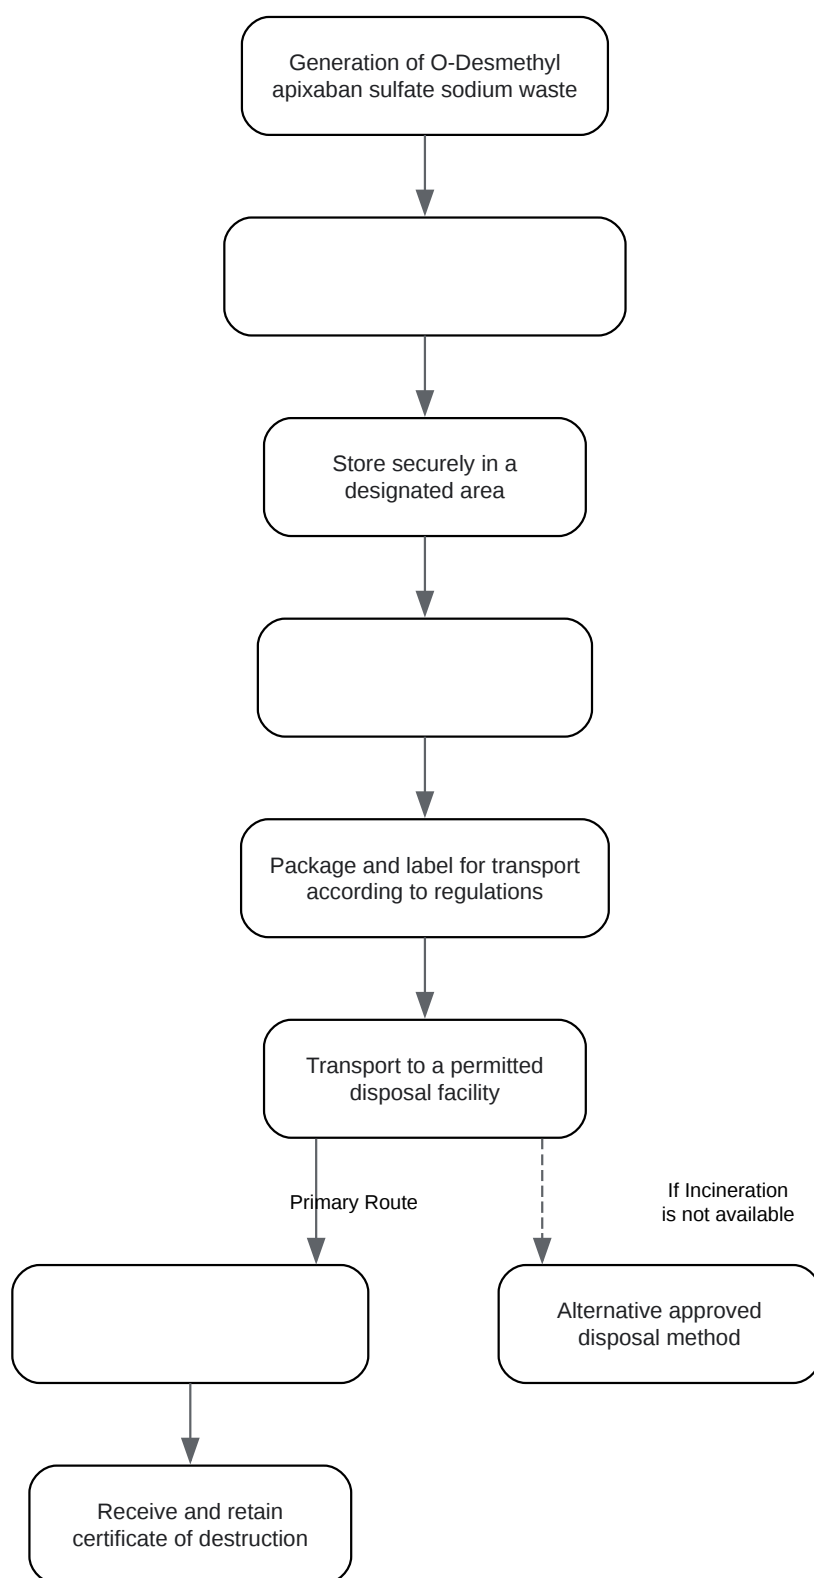 Generation of O-Desmethyl
apixaban sulfate sodium waste
Store securely in a
designated area
Package and label for transport
according to regulations
Transport to a permitted
disposal facility
Primary Route
If Incineration
is not available
Alternative approved
disposal method
Receive and retain
certificate of destruction